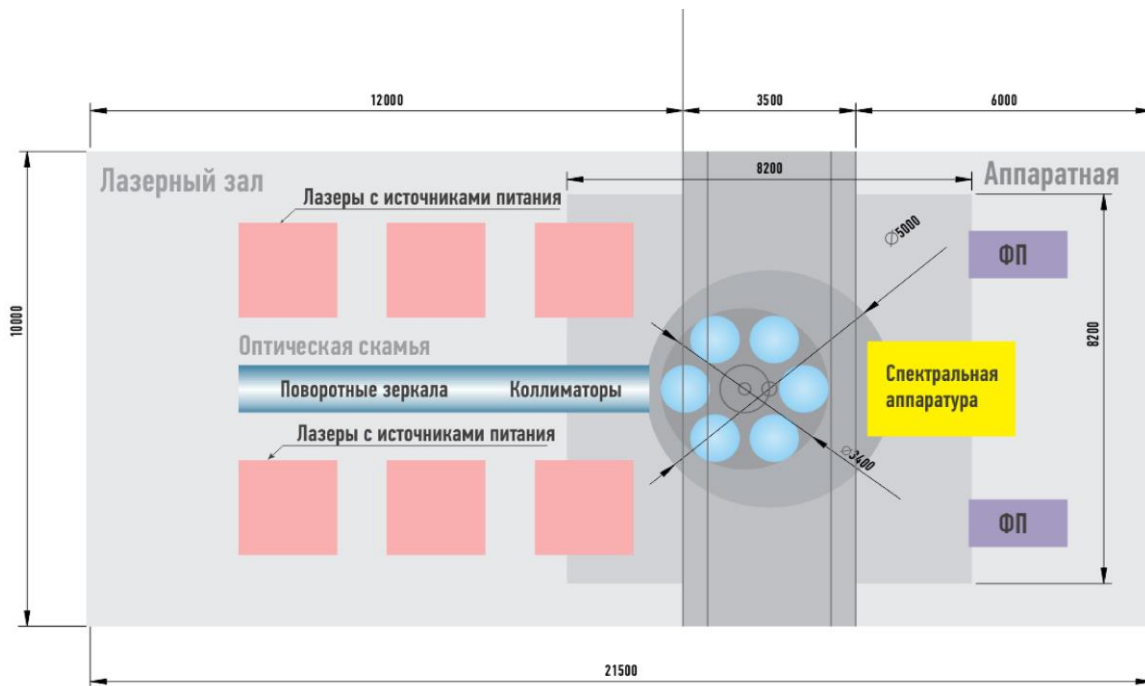 12000
3500
6000
8200
Лазерный зал
Аппаратная
Лазеры с источниками питания
∅5000
ФП
10000
8200
Оптическая скамья
Поворотные зеркала
Коллиматоры
Спектральная
аппаратура
Лазеры с источниками питания
∅3400
ФП
21500